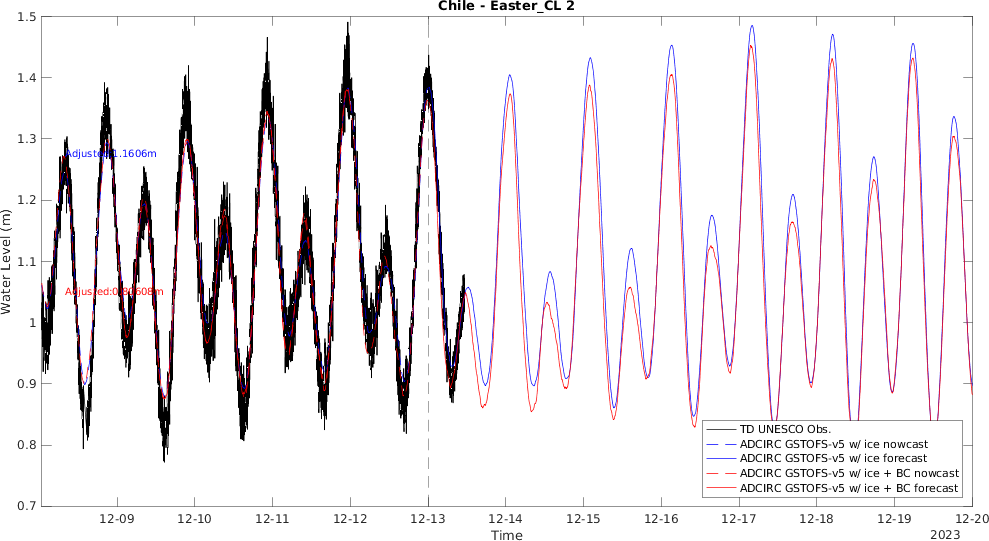 Chile - Easter_CL 2
1.5
1.4
1.3
1.2
1.1
1
0.9
0.8
0.7
Water Level (m)
Adjusted:1.1606m
TD UNESCO Obs.
ADCIRC GSTOFS-v5 w/ ice nowcast
ADCIRC GSTOFS-v5 w/ ice forecast
ADCIRC GSTOFS-v5 w/ ice + BC nowcast
ADCIRC GSTOFS-v5 w/ ice + BC forecast
12-09 12-10 12-11 12-12 12-13 12-14 12-15 12-16 12-17 12-18 12-19 12-20
Time
2023